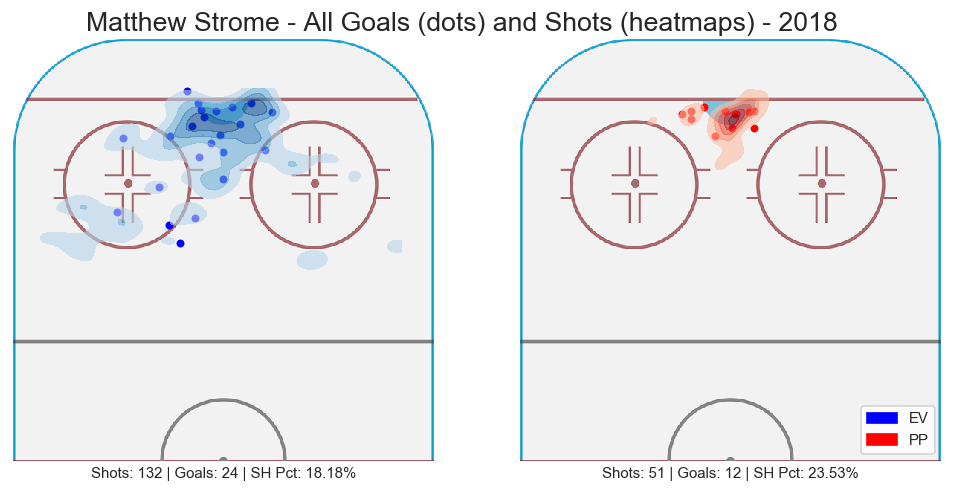 Matthew Strome - All Goals (dots) and Shots (heatmaps) - 2018
EV
PP
Shots: 132 | Goals: 24 | SH Pct: 18.18%
Shots: 51 | Goals: 12 | SH Pct: 23.53%